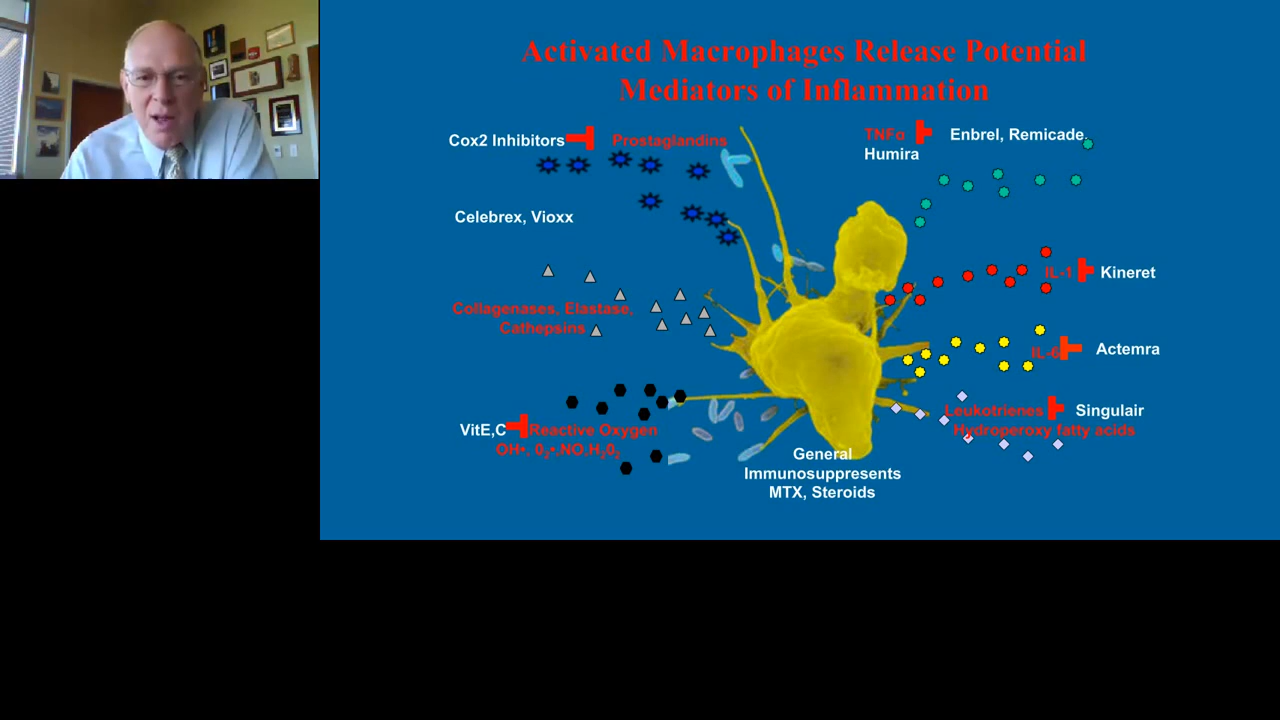 Activated Macrophages Release Potential
Mediators of Inflammation
Cox2 Inhibitors
Prostaglandins
TNFα
Enbrel, Remicade,
Humira
Celebrex, Vioxx
IL-1
Kineret
Collagenases, Elastase,
Cathepsins
IL-6
Actemra
Leukotrienes
Singulair
Hydroperoxy fatty acids
VitE,C
Reactive Oxygen
OH•, 0₂•,NO,H₂0₂
General
Immunosuppresents
MTX, Steroids